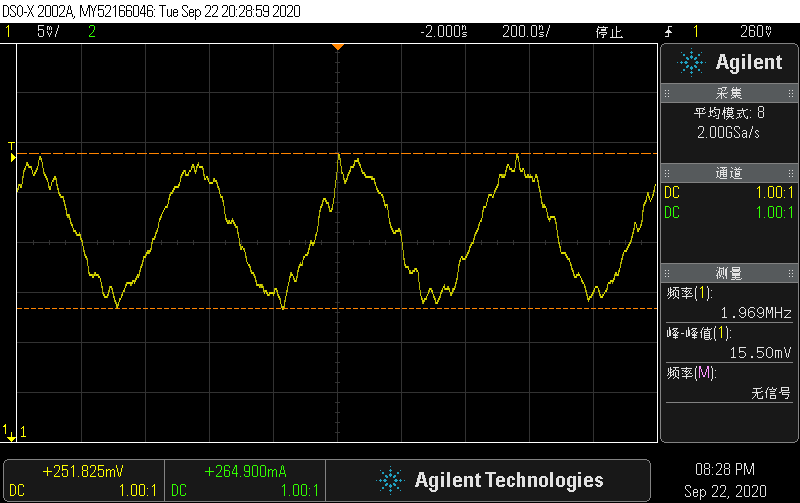 DSO-X 2002A, MY52166046: Tue Sep 22 20:28:59 2020
1 5mV/ 2 -2.000ns 200.0ns/ 停止 1 260mV
Agilent
采集
平均模式: 8
2.00GSa/s
通道
DC 1.00:1
DC 1.00:1
测量
频率(1):
1.969MHz
峰-峰值(1):
15.50mV
频率(M):
无信号
T
1 1
+251.825mV
DC 1.00:1
+264.900mA
DC 1.00:1
Agilent Technologies
08:28 PM
Sep 22, 2020